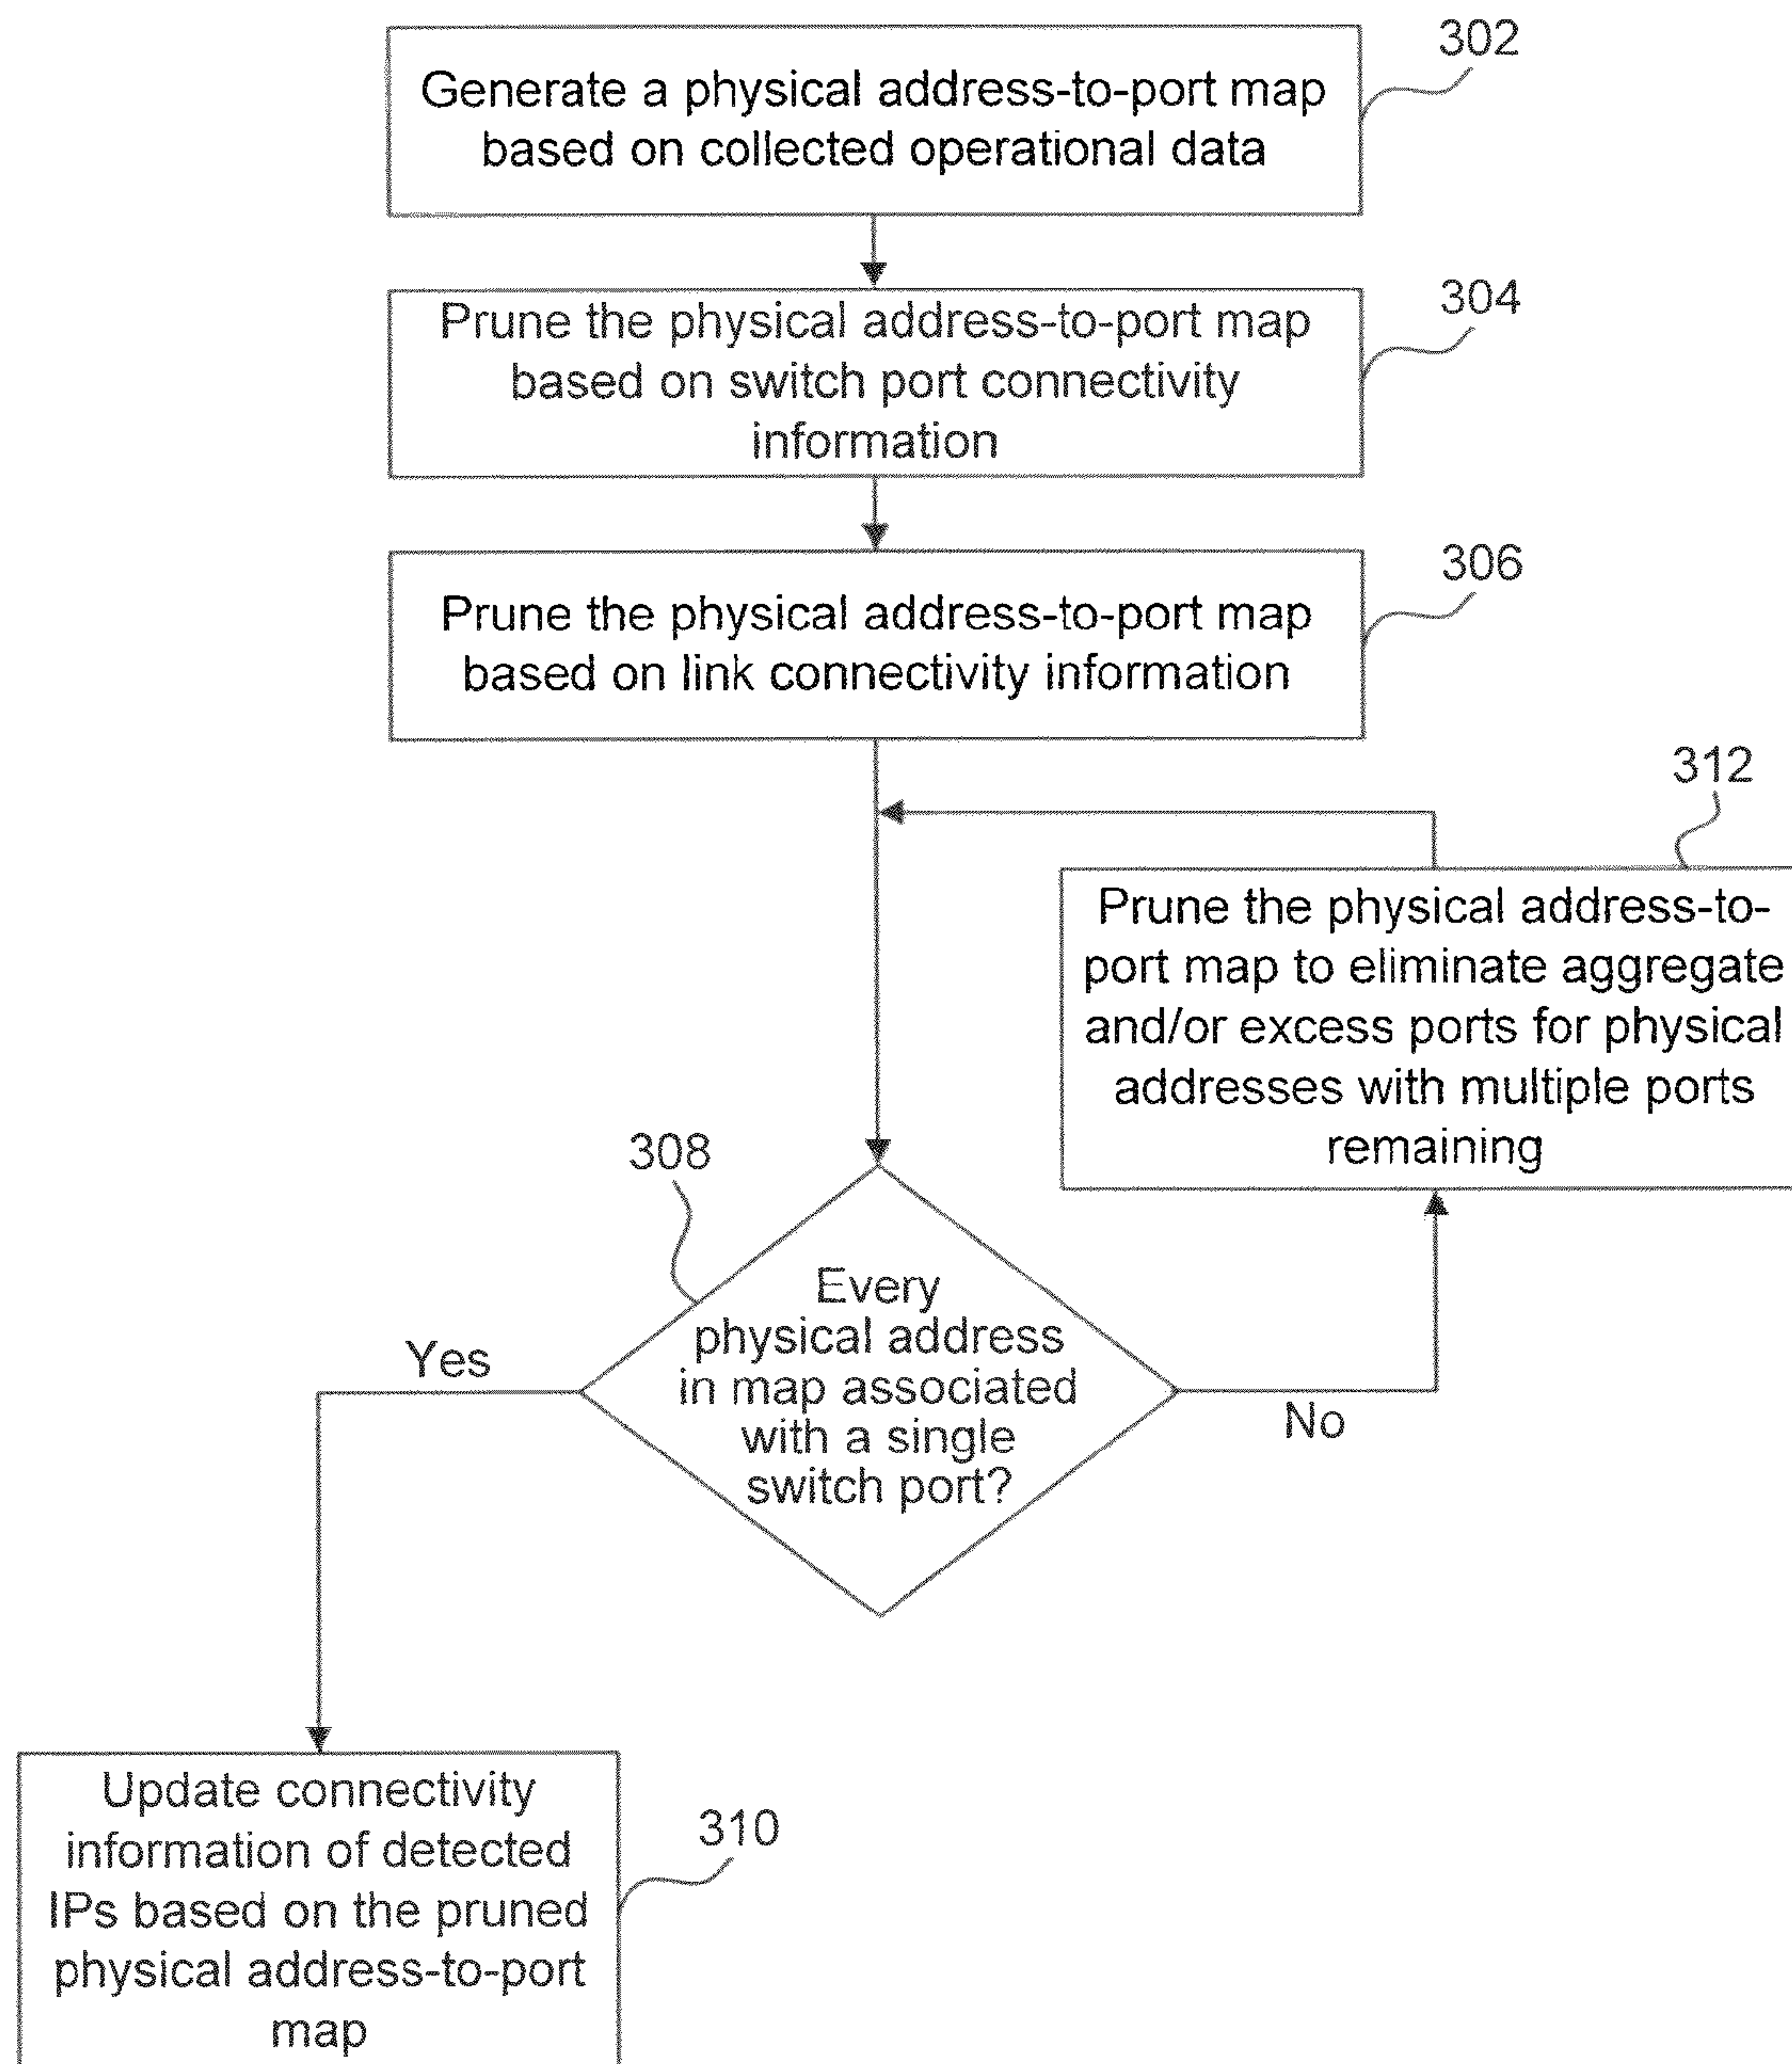 302
Generate a physical address-to-port map
based on collected operational data
304
Prune the physical address-to-port map
based on switch port connectivity
information
306
Prune the physical address-to-port map
based on link connectivity information
312
Prune the physical address-to-
port map to eliminate aggregate
and/or excess ports for physical
addresses with multiple ports
remaining
308
Every
physical address
in map associated
with a single
switch port?
Yes
No
Update connectivity
information of detected
IPs based on the pruned
physical address-to-port
map
310